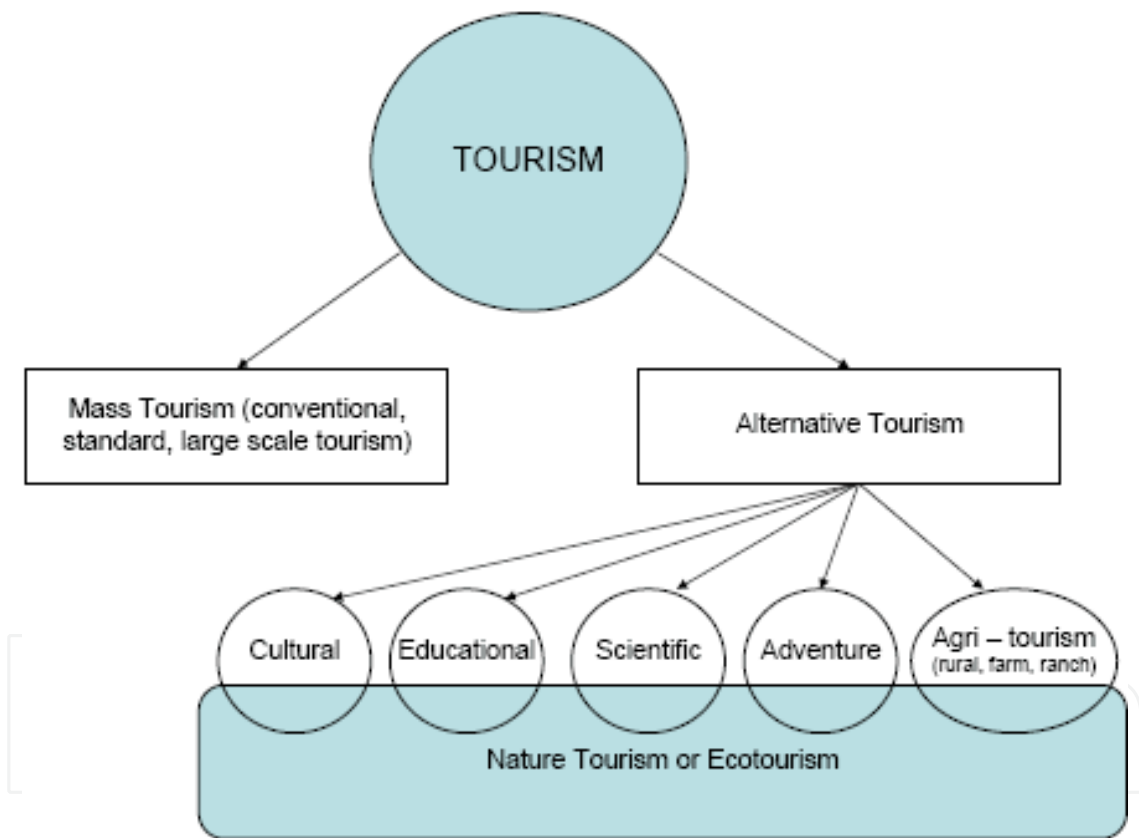 TOURISM
Mass Tourism (conventional,
standard, large scale tourism)
Alternative Tourism
Cultural
Educational
Scientific
Adventure
Agri – tourism
(rural, farm, ranch)
Nature Tourism or Ecotourism